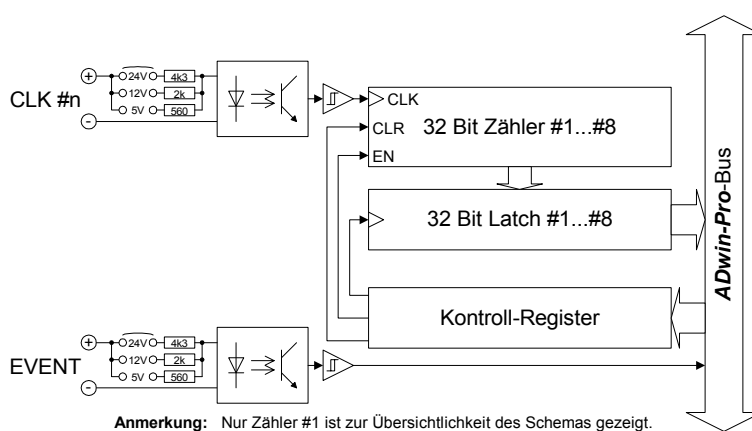 CLK #n
+
24V 4k3
12V 2k
5V 560
-
CLK
CLR
EN
32 Bit Zähler #1...#8
32 Bit Latch #1...#8
Kontroll-Register
ADwin-Pro-Bus
EVENT
+
24V 4k3
12V 2k
5V 560
-
Anmerkung: Nur Zähler #1 ist zur Übersichtlichkeit des Schemas gezeigt.